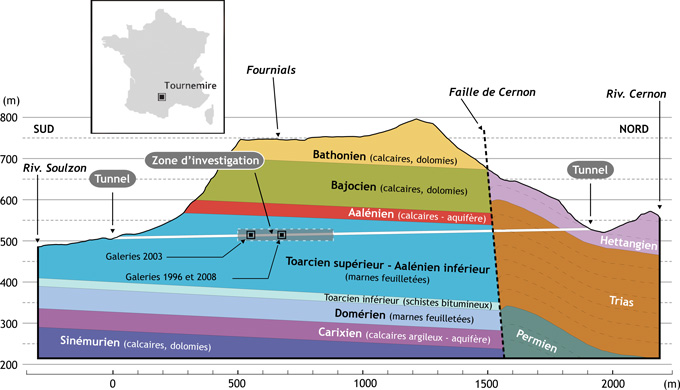 Tournemire
Fournials
Faille de Cernon
Riv. Cernon
(m)
800
700
600
500
400
300
200
SUD
NORD
Riv. Soulzon
Tunnel
Zone d'investigation
Tunnel
Bathonien (calcaires, dolomies)
Bajocien (calcaires, dolomies)
Aalénien (calcaires - aquifère)
Hettangien
Galeries 2003
Galeries 1996 et 2008
Toarcien supérieur - Aalénien inférieur
(marnes feuilletées)
Toarcien inférieur (schistes bitumineux)
Trias
Domérien (marnes feuilletées)
Carixien (calcaires argileux - aquifère)
Permien
Sinémurien (calcaires, dolomies)
0
500
1000
1500
2000
(m)